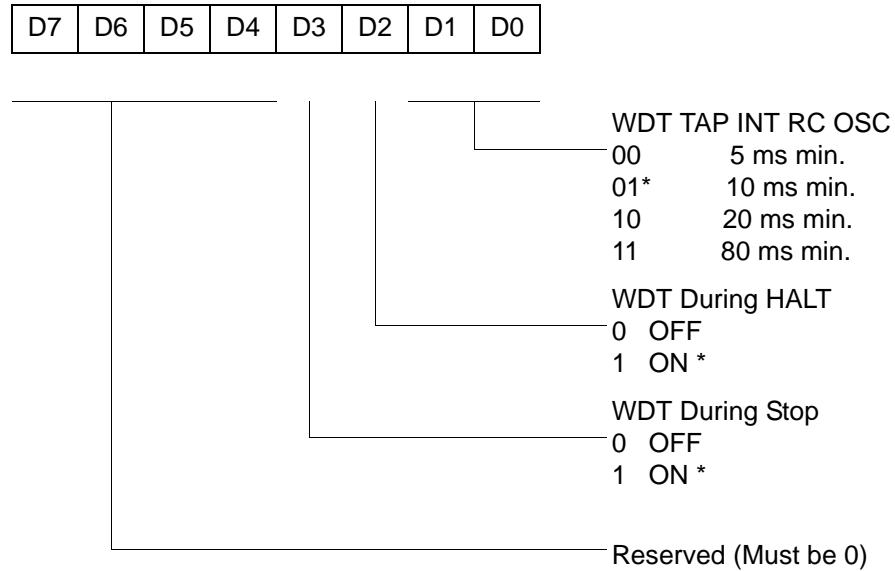 D7 D6 D5 D4 D3 D2 D1 D0
WDT TAP INT RC OSC
00 5 ms min.
01* 10 ms min.
10 20 ms min.
11 80 ms min.
WDT During HALT
0 OFF
1 ON *
WDT During Stop
0 OFF
1 ON *
Reserved (Must be 0)